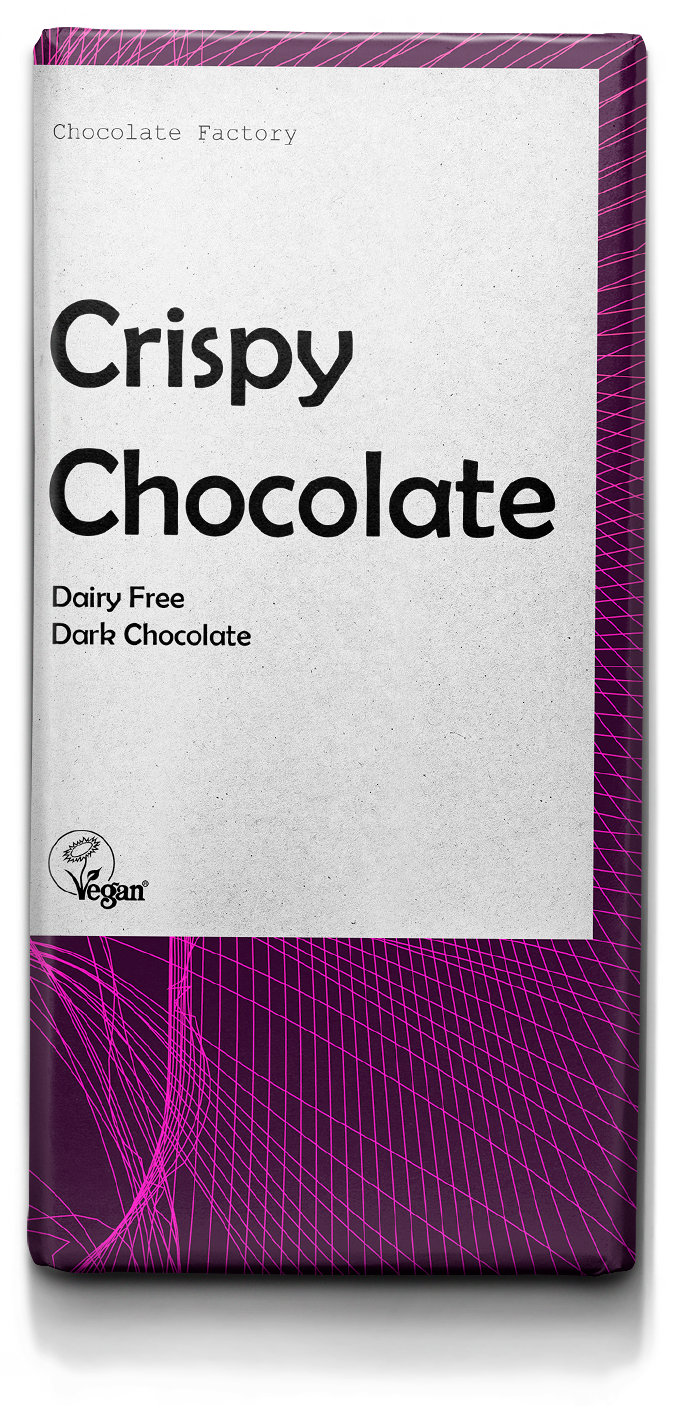 Chocolate Factory
Crispy
Chocolate
Dairy Free
Dark Chocolate
Vegan®